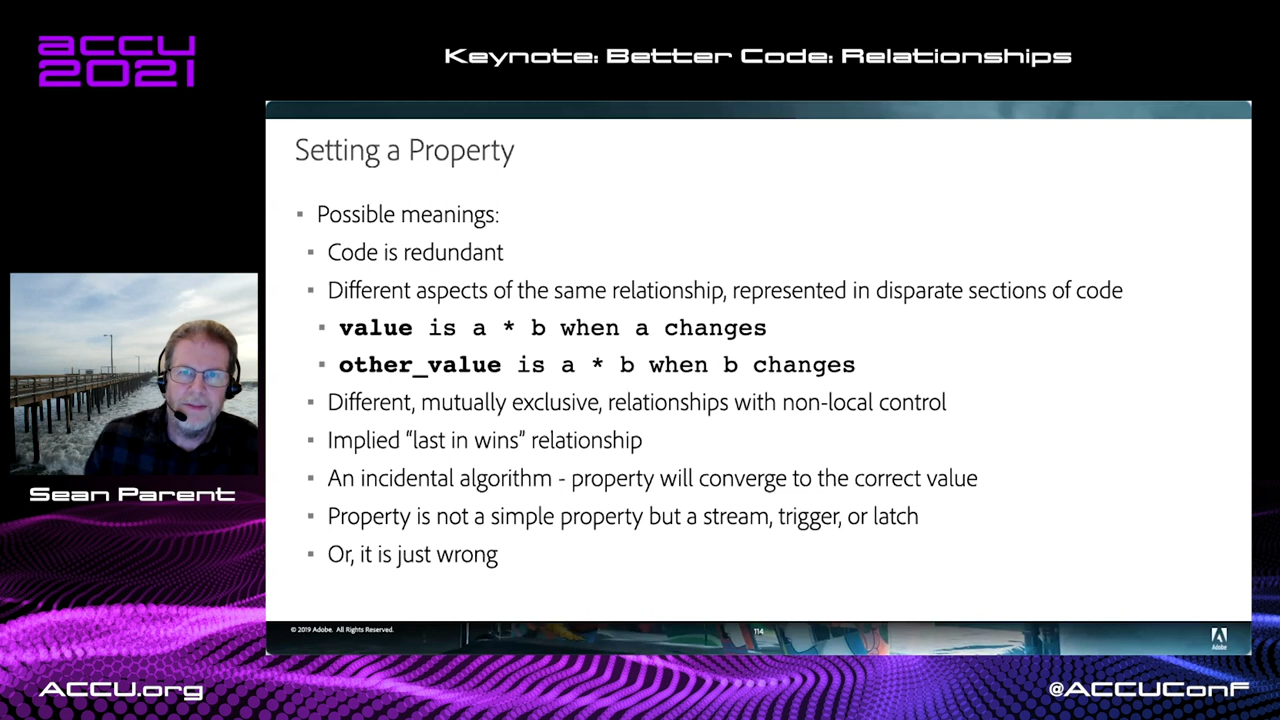 accu
2021
Keynote: Better Code: Relationships
Setting a Property
▪ Possible meanings:
▪ Code is redundant
▪ Different aspects of the same relationship, represented in disparate sections of code
▪ value is a * b when a changes
▪ other_value is a * b when b changes
▪ Different, mutually exclusive, relationships with non-local control
▪ Implied “last in wins” relationship
▪ An incidental algorithm - property will converge to the correct value
▪ Property is not a simple property but a stream, trigger, or latch
▪ Or, it is just wrong
Sean Parent
© 2019 Adobe. All Rights Reserved.
114
Adobe
ACCU.org
@ACCUConf